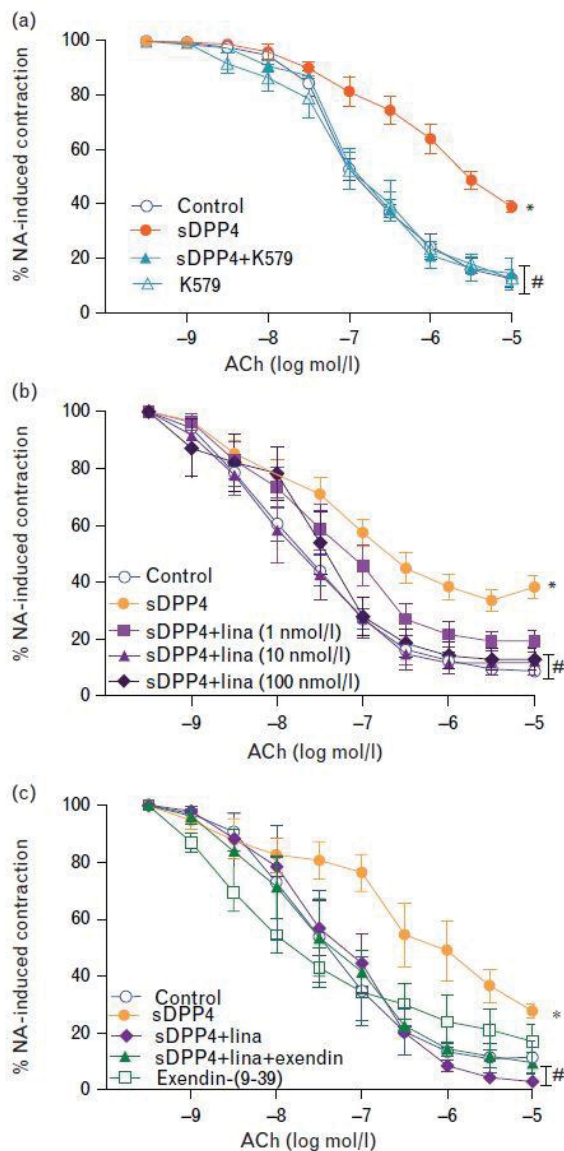 (a)
% NA-induced contraction
100
80
60
40
20
0
Control
sDPP4
sDPP4+K579
K579
*
#
–9
–8
–7
–6
–5
ACh (log mol/l)
(b)
% NA-induced contraction
100
80
60
40
20
0
Control
sDPP4
sDPP4+lina (1 nmol/l)
sDPP4+lina (10 nmol/l)
sDPP4+lina (100 nmol/l)
*
#
–9
–8
–7
–6
–5
ACh (log mol/l)
(c)
% NA-induced contraction
100
80
60
40
20
0
Control
sDPP4
sDPP4+lina
sDPP4+lina+exendin
Exendin-(9-39)
*
#
–9
–8
–7
–6
–5
ACh (log mol/l)